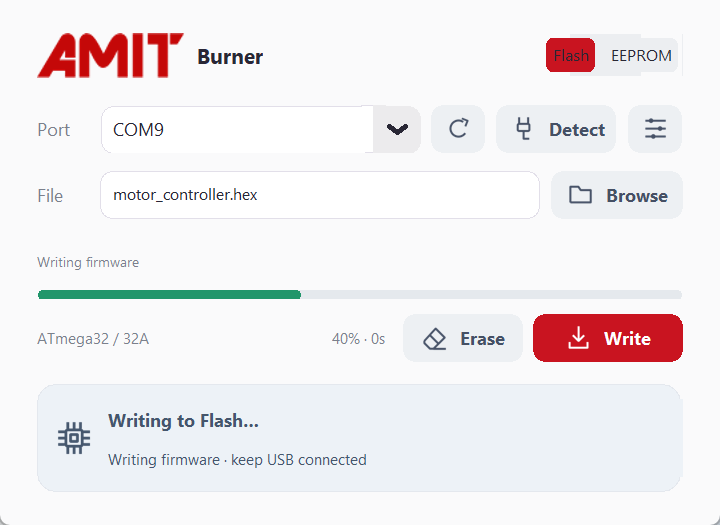 AMIT Burner
Flash EEPROM
Port COM9 Detect
File motor_controller.hex Browse
Writing firmware
ATmega32 / 32A 40% · 0s Erase Write
Writing to Flash...
Writing firmware · keep USB connected